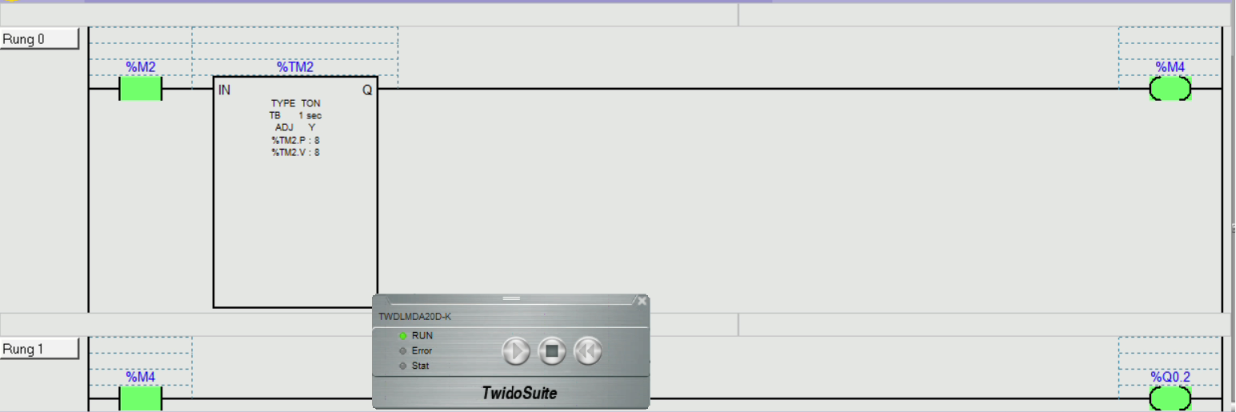 Rung 0
%M2 %TM2 %M4
IN Q
TYPE TON
TB 1 sec
ADJ Y
%TM2.P : 8
%TM2.V : 8
TWDLMDA20D-K
RUN
Error
Stat
TwidoSuite
Rung 1
%M4 %Q0.2